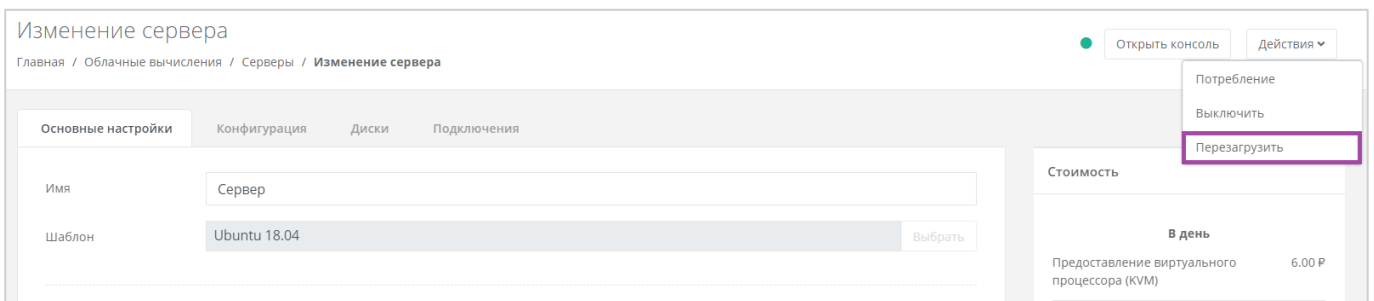 Изменение сервера
Главная / Облачные вычисления / Серверы / Изменение сервера
Открыть консоль
Действия
Потребление
Выключить
Перезагрузить
Основные настройки
Конфигурация
Диски
Подключения
Имя
Сервер
Шаблон
Ubuntu 18.04
Выбрать
Стоимость
В день
Предоставление виртуального 6.00 ₽
процессора (KVM)